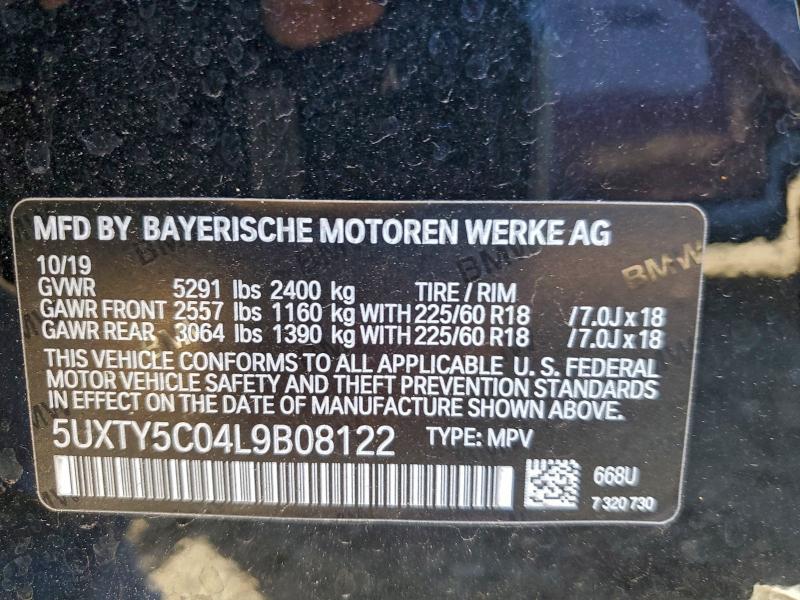 MFD BY BAYERISCHE MOTOREN WERKE AG
10/19
GVWR 5291 lbs 2400 kg TIRE / RIM
GAWR FRONT 2557 lbs 1160 kg WITH 225/60 R18 /7.0J x 18
GAWR REAR 3064 lbs 1390 kg WITH 225/60 R18 /7.0J x 18
THIS VEHICLE CONFORMS TO ALL APPLICABLE U. S. FEDERAL
MOTOR VEHICLE SAFETY AND THEFT PREVENTION STANDARDS
IN EFFECT ON THE DATE OF MANUFACTURE SHOWN ABOVE.
5UXTY5C04L9B08122 TYPE: MPV
668U
7 320 730
BMW